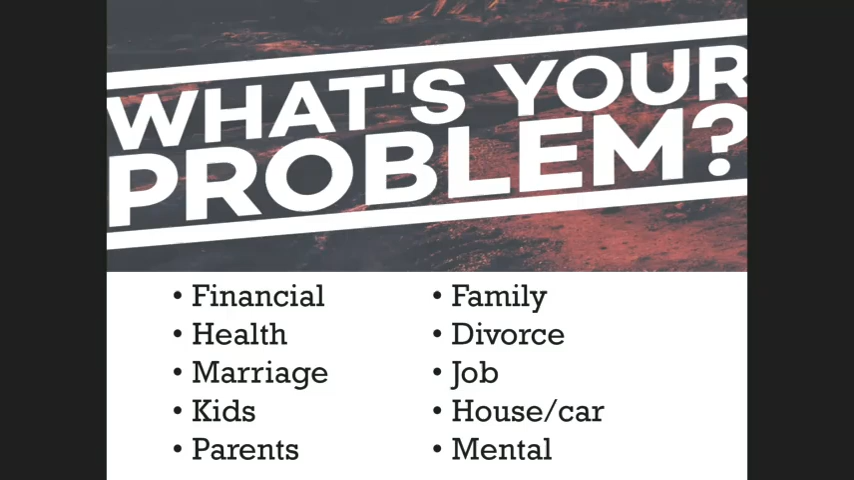 WHAT'S YOUR
PROBLEM?
• Financial
• Health
• Marriage
• Kids
• Parents
• Family
• Divorce
• Job
• House/car
• Mental